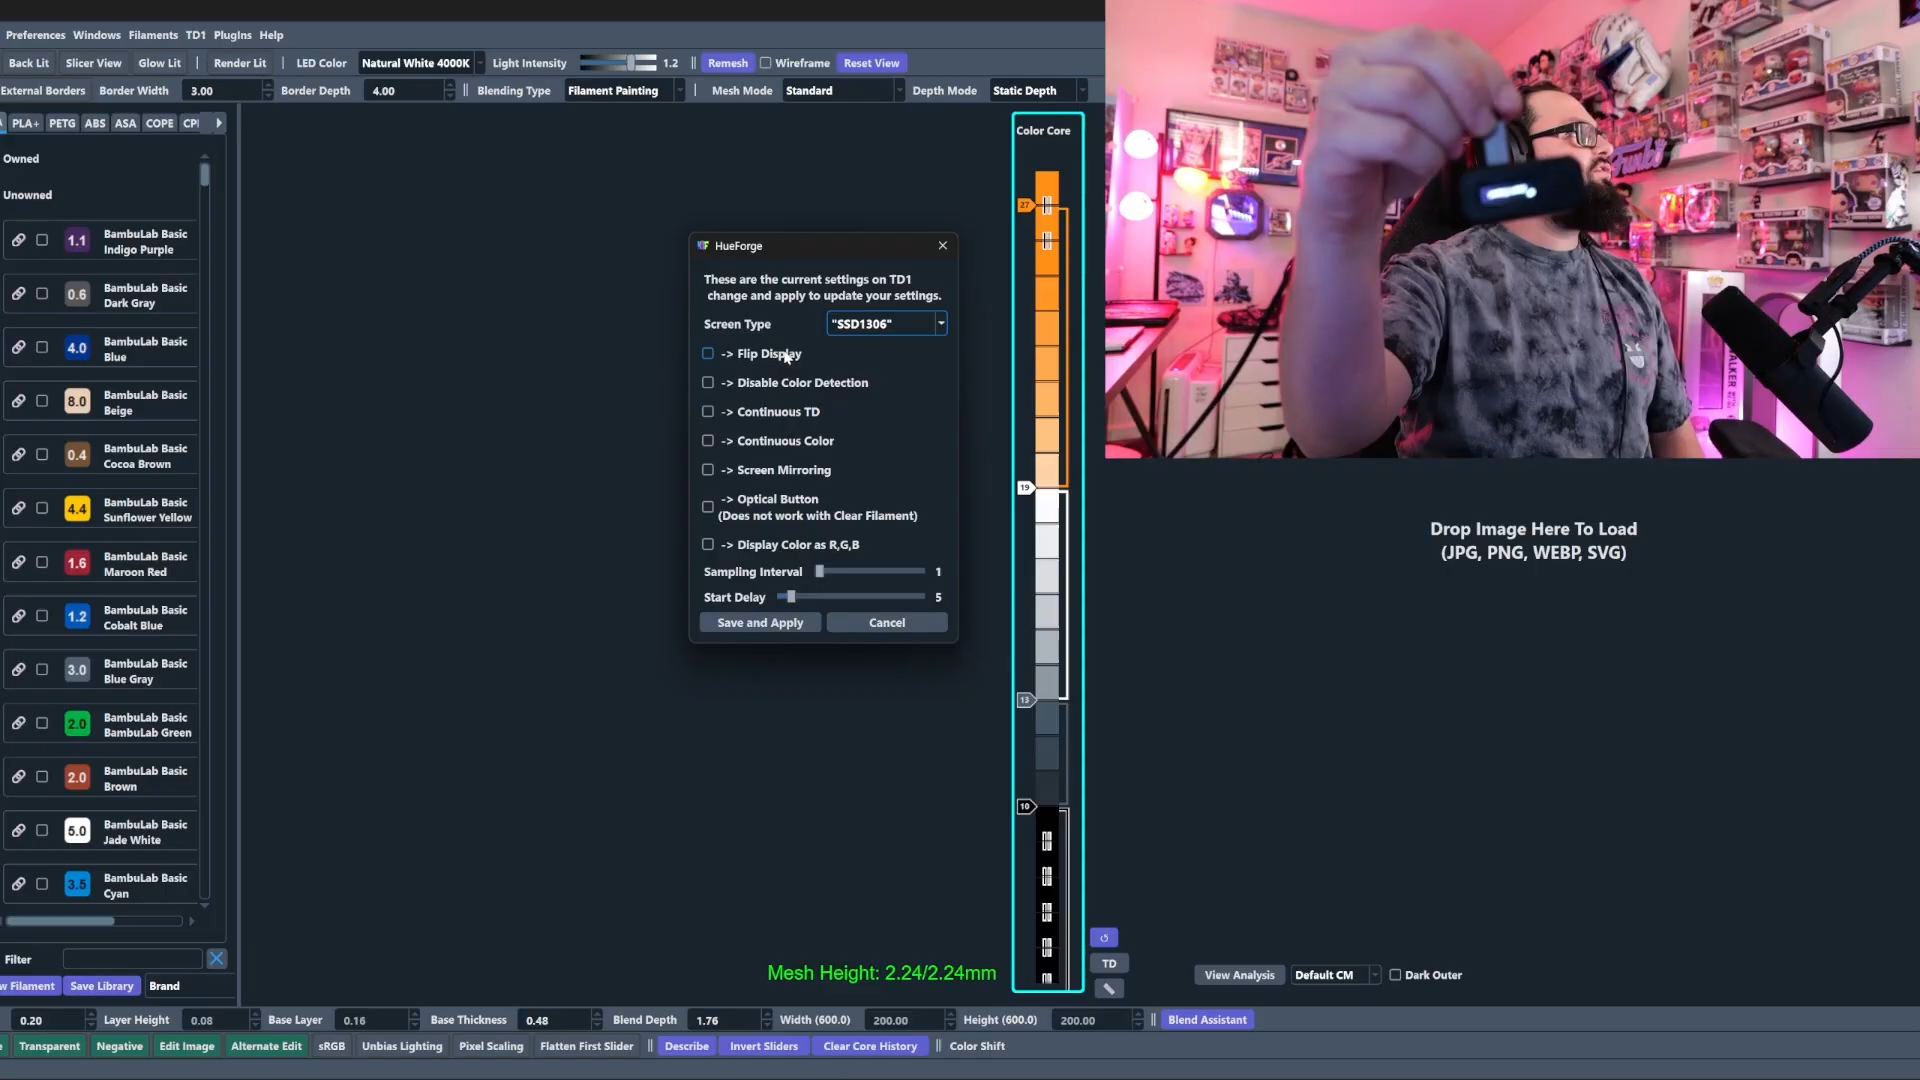 Preferences Windows Filaments TD1 PlugIns Help
Back Lit Slicer View Glow Lit | Render Lit LED Color Natural White 4000K Light Intensity 1.2 Remesh Wireframe Reset View
External Borders Border Width 3.00 Border Depth 4.00 Blending Type Filament Painting Mesh Mode Standard Depth Mode Static Depth
PLA+ PETG ABS ASA COPE
Owned
Unowned
1.1 BambuLab Basic
Indigo Purple
0.6 BambuLab Basic
Dark Gray
4.0 BambuLab Basic
Blue
8.0 BambuLab Basic
Beige
0.4 BambuLab Basic
Cocoa Brown
4.4 BambuLab Basic
Sunflower Yellow
1.6 BambuLab Basic
Maroon Red
1.2 BambuLab Basic
Cobalt Blue
3.0 BambuLab Basic
Blue Gray
2.0 BambuLab Basic
BambuLab Green
2.0 BambuLab Basic
Brown
5.0 BambuLab Basic
Jade White
3.5 BambuLab Basic
Cyan
Filter
w Filament Save Library Brand
HueForge
These are the current settings on TD1
change and apply to update your settings.
Screen Type "SSD1306"
-> Flip Display
-> Disable Color Detection
-> Continuous TD
-> Continuous Color
-> Screen Mirroring
-> Optical Button
(Does not work with Clear Filament)
-> Display Color as R,G,B
Sampling Interval 1
Start Delay 5
Save and Apply Cancel
Color Core
27
19
13
10
Mesh Height: 2.24/2.24mm
TD
Funko
Drop Image Here To Load
(JPG, PNG, WEBP, SVG)
View Analysis Default CM Dark Outer
0.20 Layer Height 0.08 Base Layer 0.16 Base Thickness 0.48 Blend Depth 1.76 Width (600.0) 200.00 Height (600.0) 200.00 Blend Assistant
Transparent Negative Edit Image Alternate Edit sRGB Unbias Lighting Pixel Scaling Flatten First Slider Describe Invert Sliders Clear Core History Color Shift